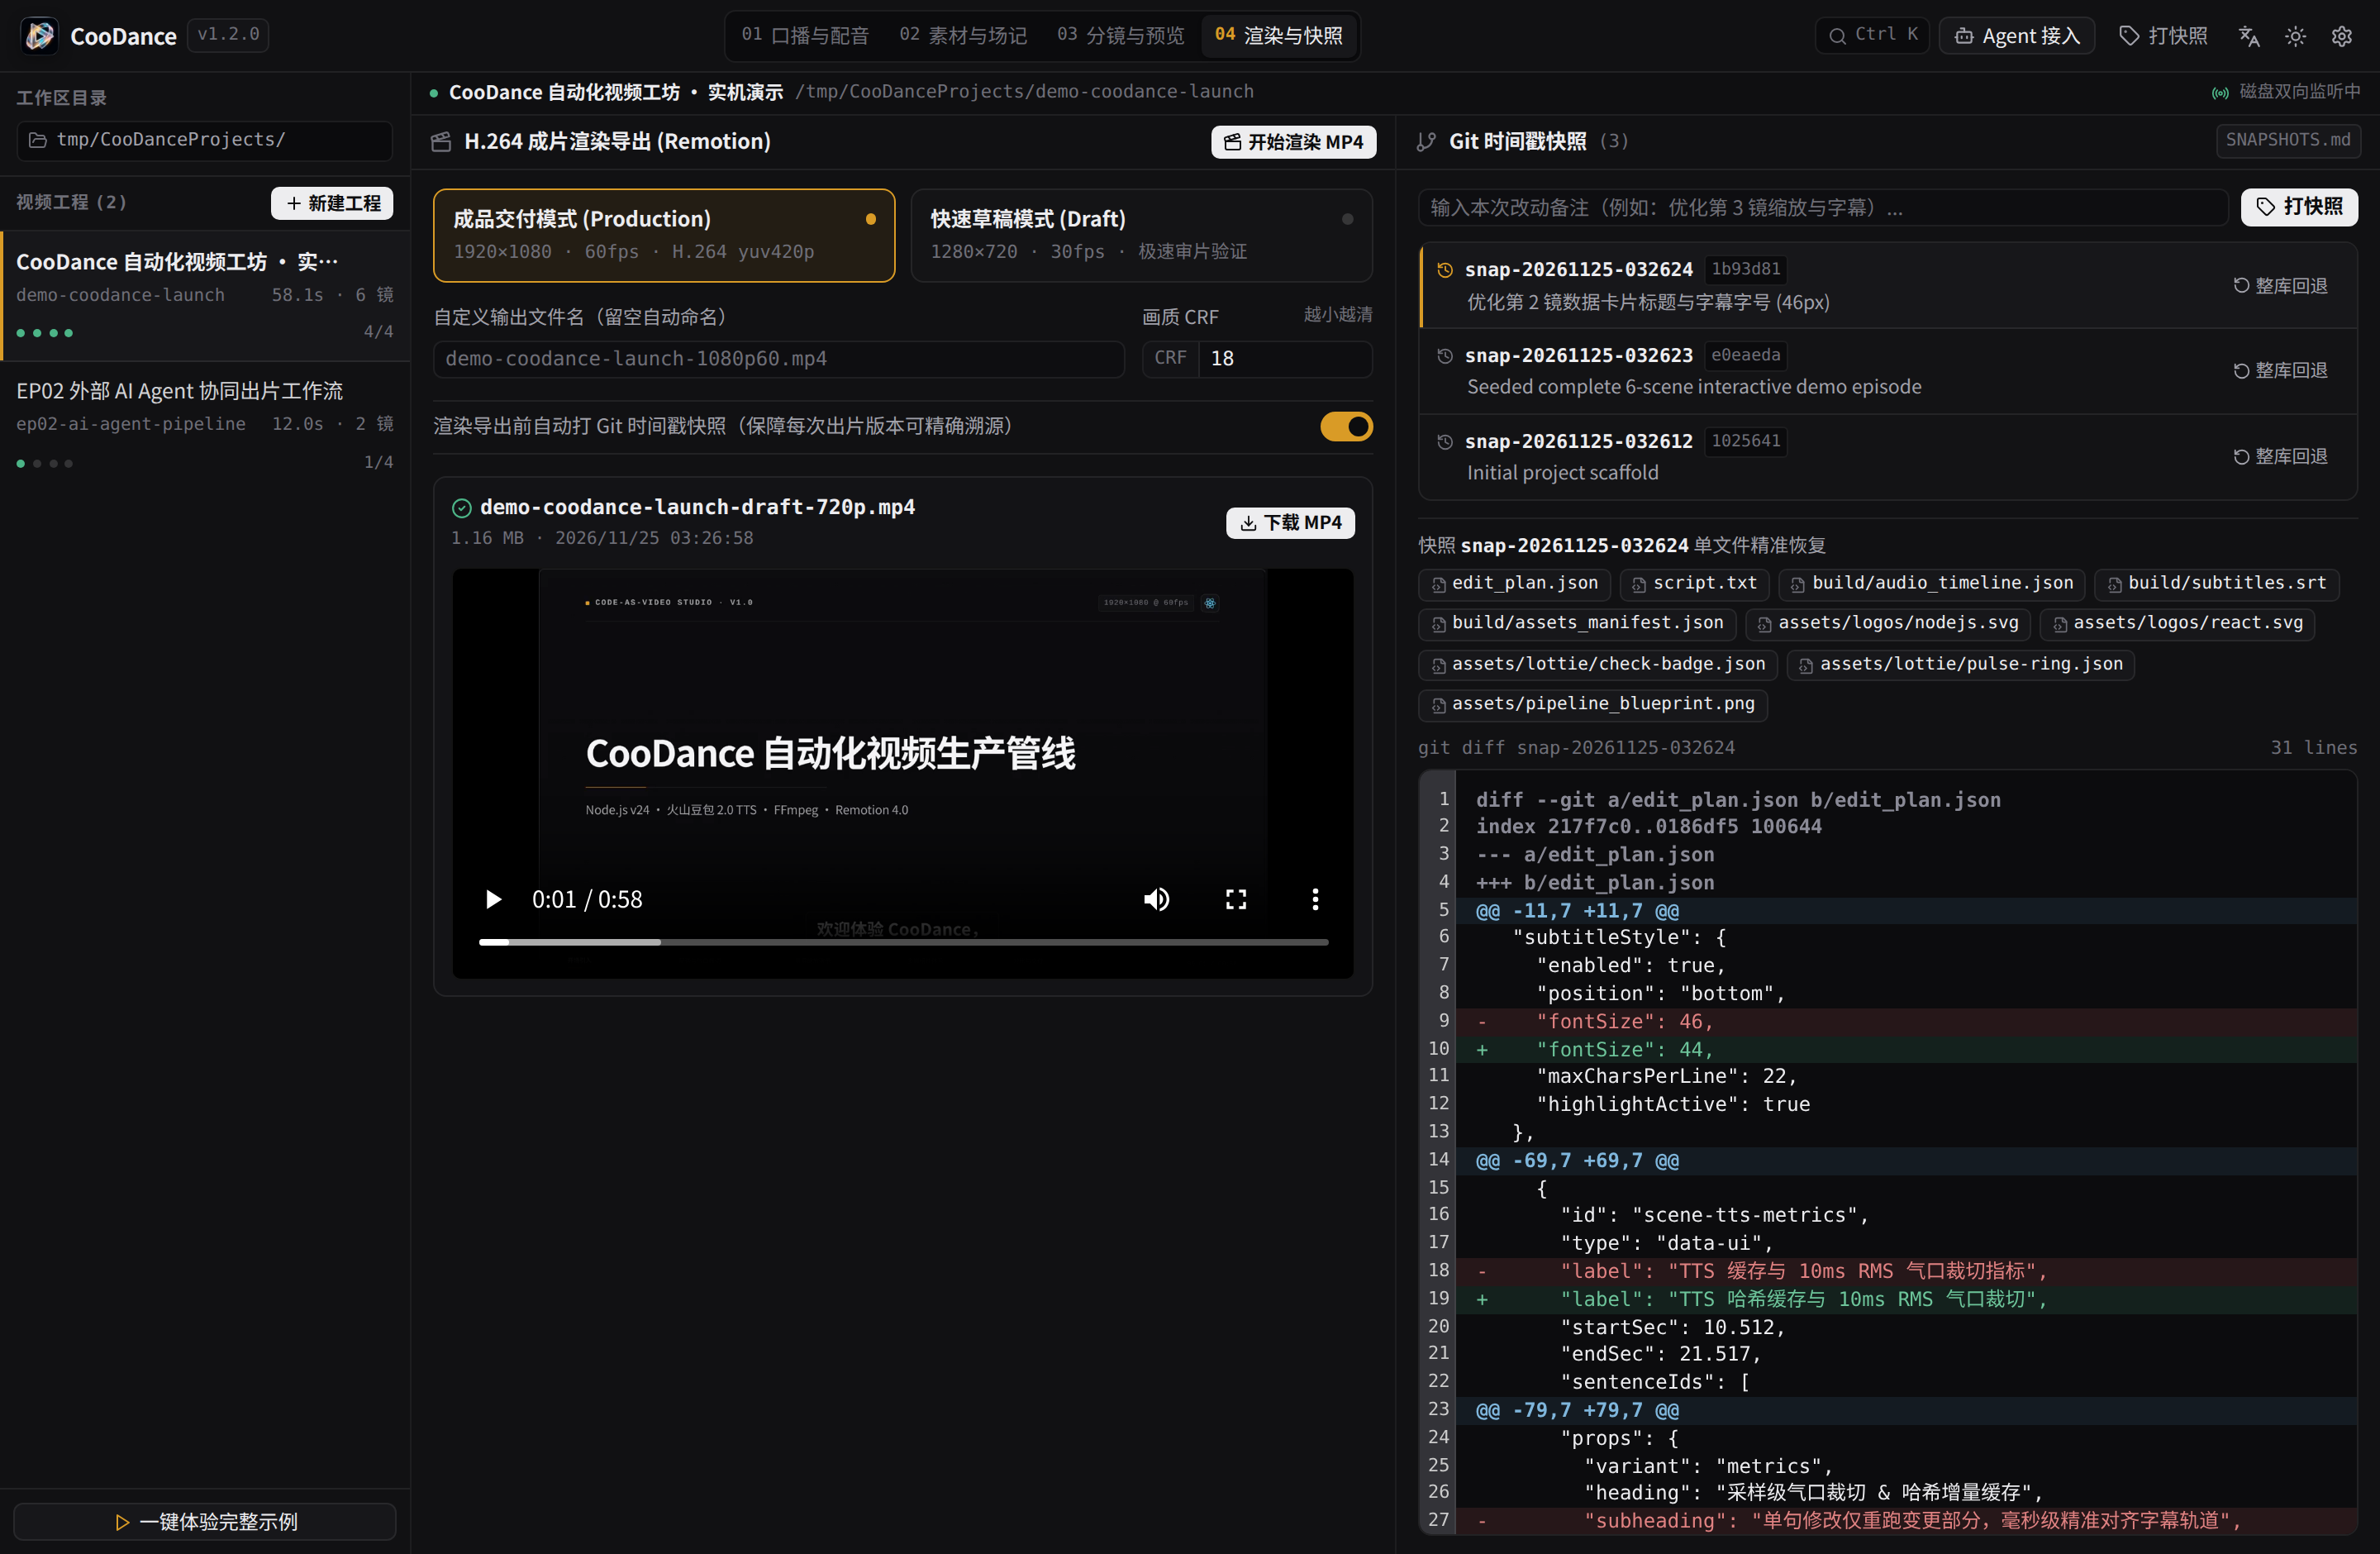 CooDance v1.2.0
01 口播与配音 02 素材与场记 03 分镜与预览 04 渲染与快照
Ctrl K Agent 接入 打快照
工作区目录
tmp/CooDanceProjects/
视频工程 (2) 新建工程
CooDance 自动化视频工坊 • 实…
demo-coodance-launch 58.1s · 6 镜
4/4
EP02 外部 AI Agent 协同出片工作流
ep02-ai-agent-pipeline 12.0s · 2 镜
1/4
一键体验完整示例
CooDance 自动化视频工坊 • 实机演示 /tmp/CooDanceProjects/demo-coodance-launch
磁盘双向监听中
H.264 成片渲染导出 (Remotion) 开始渲染 MP4
成品交付模式 (Production)
1920×1080 · 60fps · H.264 yuv420p
快速草稿模式 (Draft)
1280×720 · 30fps · 极速审片验证
自定义输出文件名（留空自动命名）
demo-coodance-launch-1080p60.mp4
画质 CRF 越小越清
CRF 18
渲染导出前自动打 Git 时间戳快照（保障每次出片版本可精确溯源）
demo-coodance-launch-draft-720p.mp4
1.16 MB · 2026/11/25 03:26:58
下载 MP4
CODE-AS-VIDEO STUDIO · V1.0
1920×1080 @ 60fps
CooDance 自动化视频生产管线
Node.js v24 • 火山豆包 2.0 TTS • FFmpeg • Remotion 4.0
0:01 / 0:58
欢迎体验 CooDance，
Git 时间戳快照 (3) SNAPSHOTS.md
输入本次改动备注（例如：优化第 3 镜缩放与字幕）... 打快照
snap-20261125-032624 1b93d81
优化第 2 镜数据卡片标题与字幕字号 (46px)
整库回退
snap-20261125-032623 e0eaeda
Seeded complete 6-scene interactive demo episode
整库回退
snap-20261125-032612 1025641
Initial project scaffold
整库回退
快照 snap-20261125-032624 单文件精准恢复
edit_plan.json script.txt build/audio_timeline.json build/subtitles.srt
build/assets_manifest.json assets/logos/nodejs.svg assets/logos/react.svg
assets/lottie/check-badge.json assets/lottie/pulse-ring.json
assets/pipeline_blueprint.png
git diff snap-20261125-032624 31 lines
1 diff --git a/edit_plan.json b/edit_plan.json
2 index 217f7c0..0186df5 100644
3 --- a/edit_plan.json
4 +++ b/edit_plan.json
5 @@ -11,7 +11,7 @@
6 "subtitleStyle": {
7 "enabled": true,
8 "position": "bottom",
9 - "fontSize": 46,
10 + "fontSize": 44,
11 "maxCharsPerLine": 22,
12 "highlightActive": true
13 },
14 @@ -69,7 +69,7 @@
15 {
16 "id": "scene-tts-metrics",
17 "type": "data-ui",
18 - "label": "TTS 缓存与 10ms RMS 气口裁切指标",
19 + "label": "TTS 哈希缓存与 10ms RMS 气口裁切",
20 "startSec": 10.512,
21 "endSec": 21.517,
22 "sentenceIds": [
23 @@ -79,7 +79,7 @@
24 "props": {
25 "variant": "metrics",
26 "heading": "采样级气口裁切 & 哈希增量缓存",
27 - "subheading": "单句修改仅重跑变更部分，毫秒级精准对齐字幕轨道",